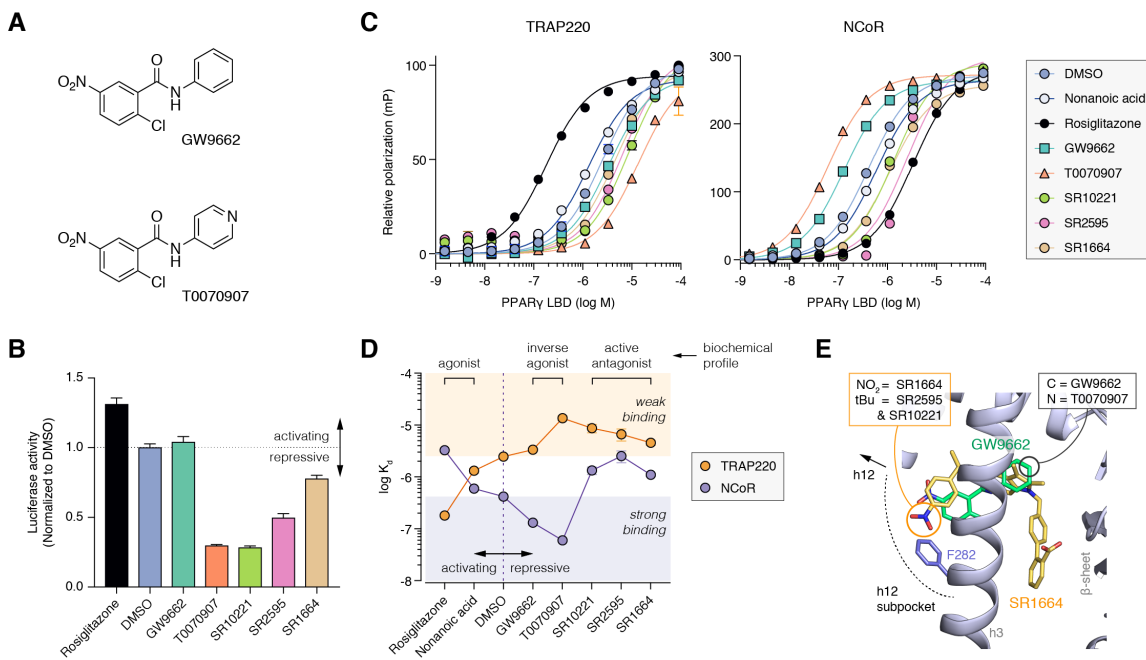 A
O₂N
O
N
H
Cl
GW9662
O₂N
O
N
H
Cl
N
T0070907
B
Luciferase activity
(Normalized to DMSO)
1.5
1.0
0.5
0.0
activating
repressive
Rosiglitazone
DMSO
GW9662
T0070907
SR10221
SR2595
SR1664
C
TRAP220
Relative polarization (mP)
100
50
0
-9
-8
-7
-6
-5
-4
PPARγ LBD (log M)
NCoR
300
200
100
0
-9
-8
-7
-6
-5
-4
PPARγ LBD (log M)
DMSO
Nonanoic acid
Rosiglitazone
GW9662
T0070907
SR10221
SR2595
SR1664
D
agonist
inverse
agonist
active
antagonist
biochemical
profile
log Kd
-4
-5
-6
-7
-8
weak
binding
strong
binding
activating
repressive
Rosiglitazone
Nonanoic acid
DMSO
GW9662
T0070907
SR10221
SR2595
SR1664
TRAP220
NCoR
E
NO₂ = SR1664
tBu = SR2595
& SR10221
C = GW9662
N = T0070907
GW9662
h12
F282
h12
subpocket
SR1664
h3
β-sheet